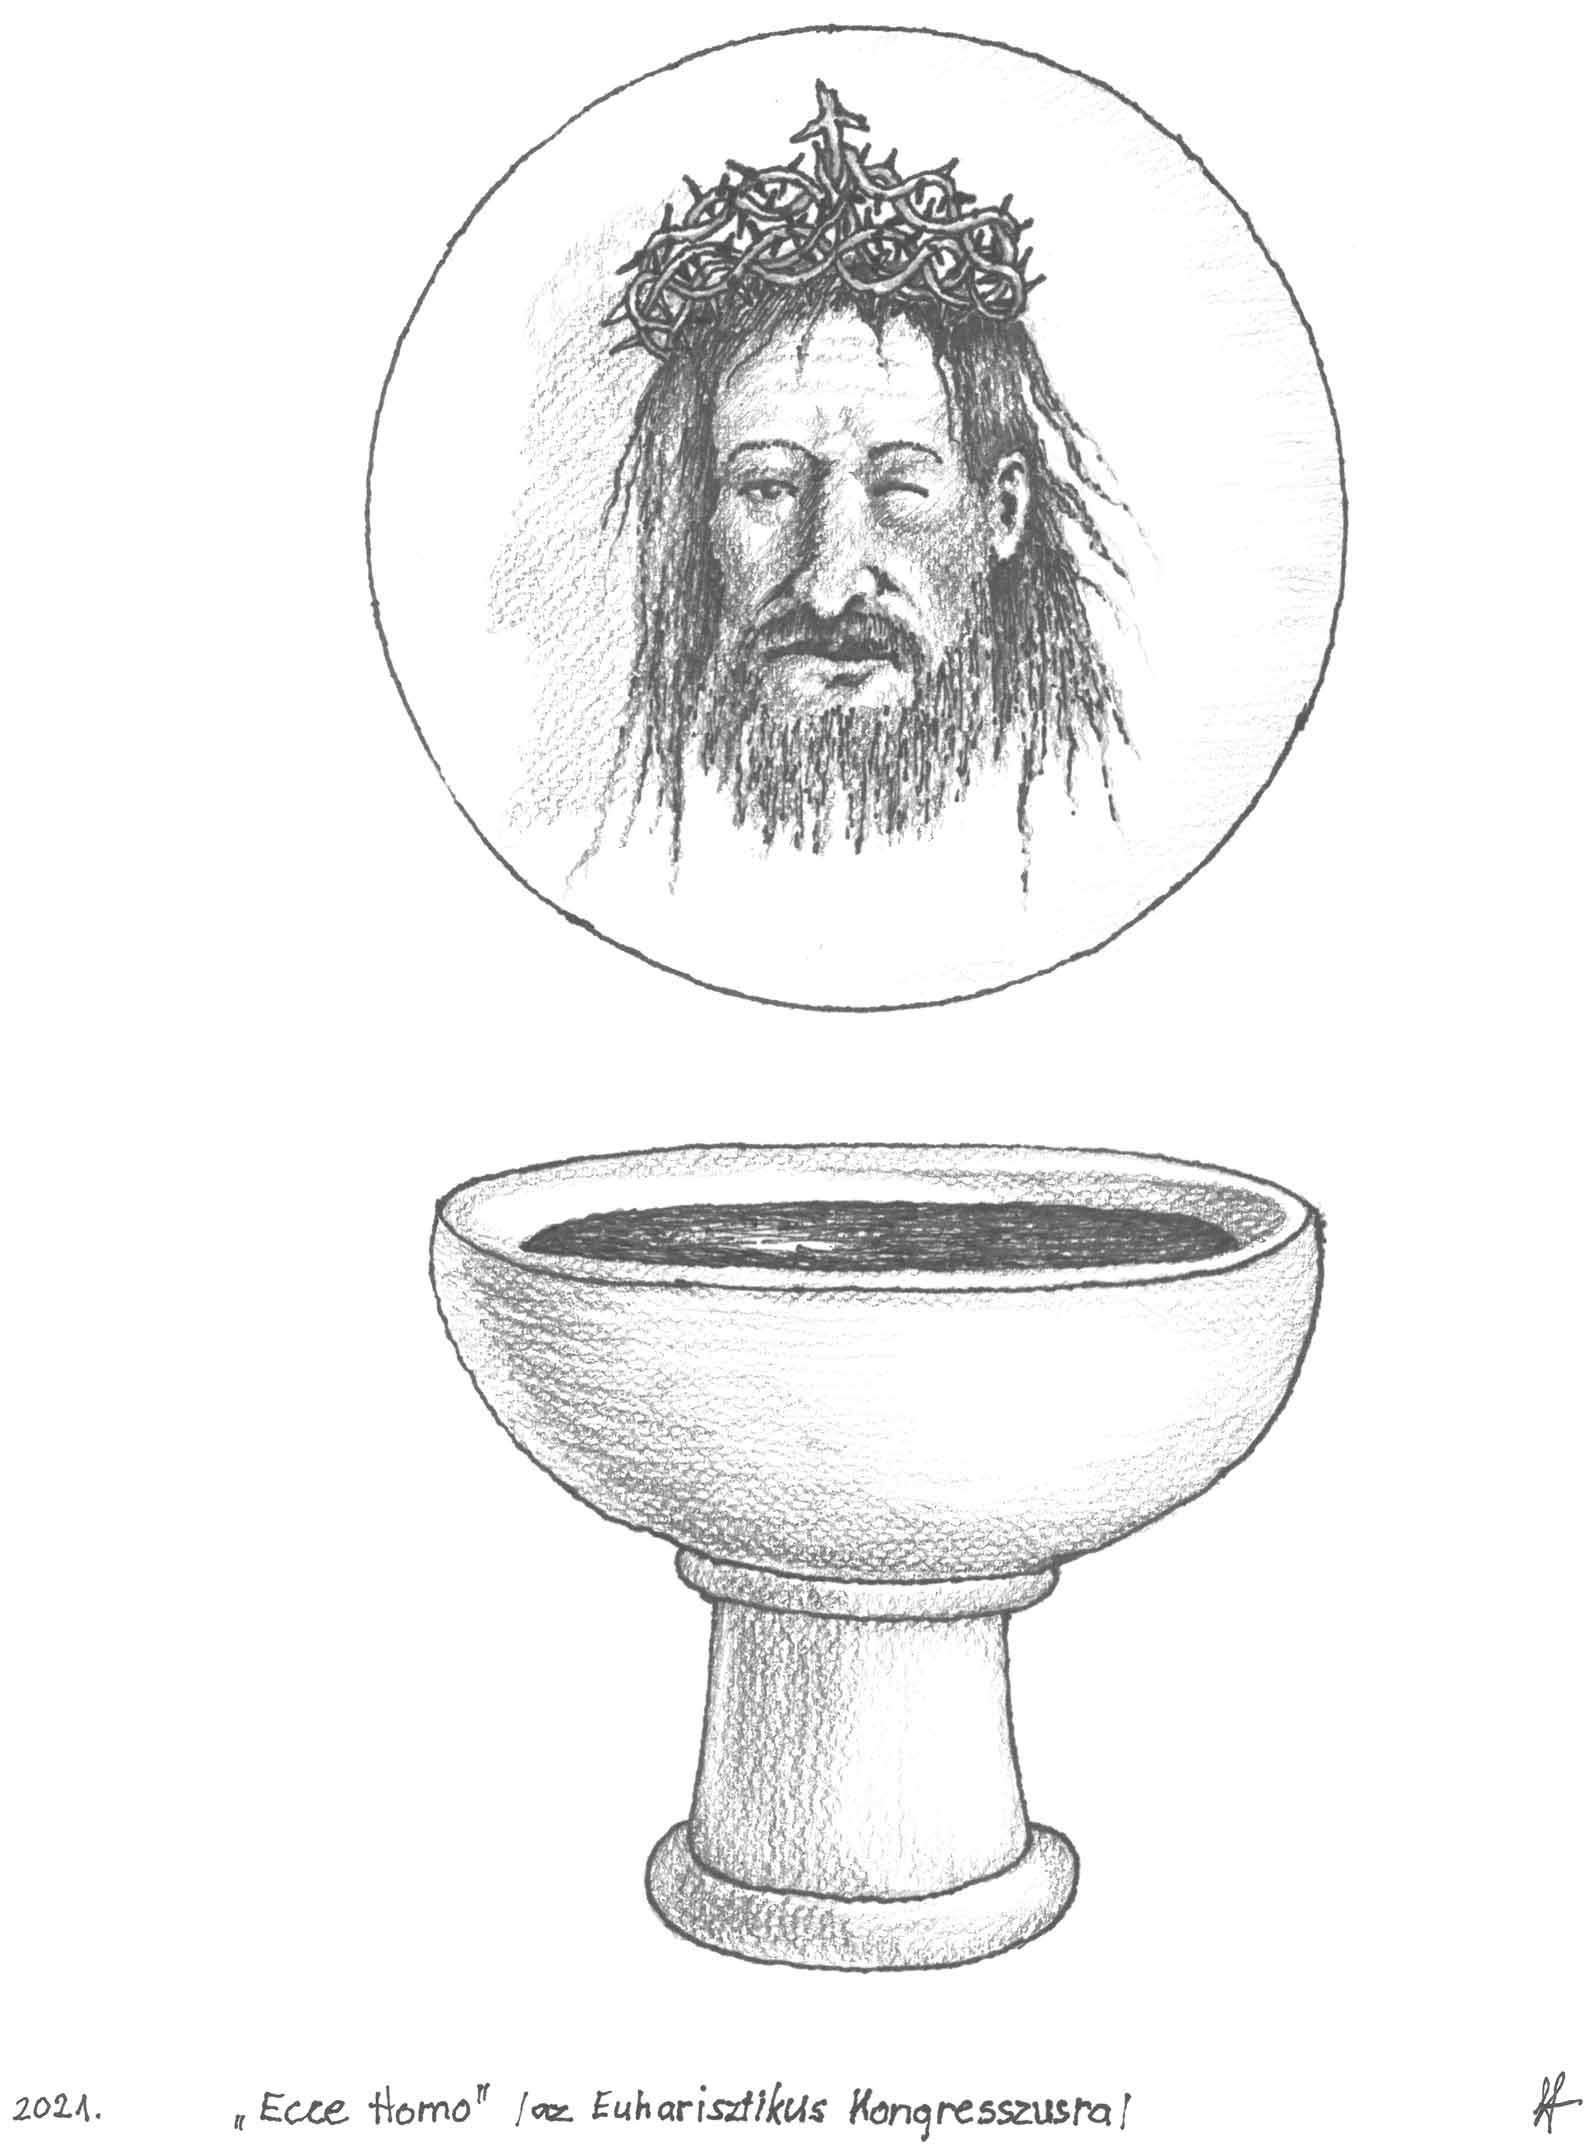 2021. „Ecce Homo" /az Euharisztikus Kongresszusra/